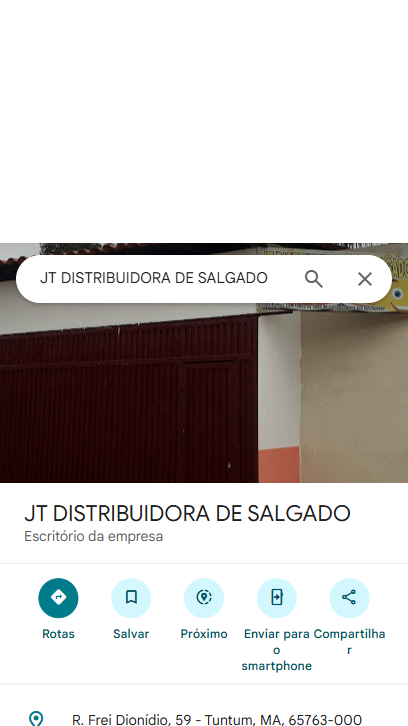 JT DISTRIBUIDORA DE SALGADO
JT DISTRIBUIDORA DE SALGADO
Escritório da empresa
Rotas
Salvar
Próximo
Enviar para o smartphone
Compartilhar
R. Frei Dionídio, 59 - Tuntum, MA, 65763-000